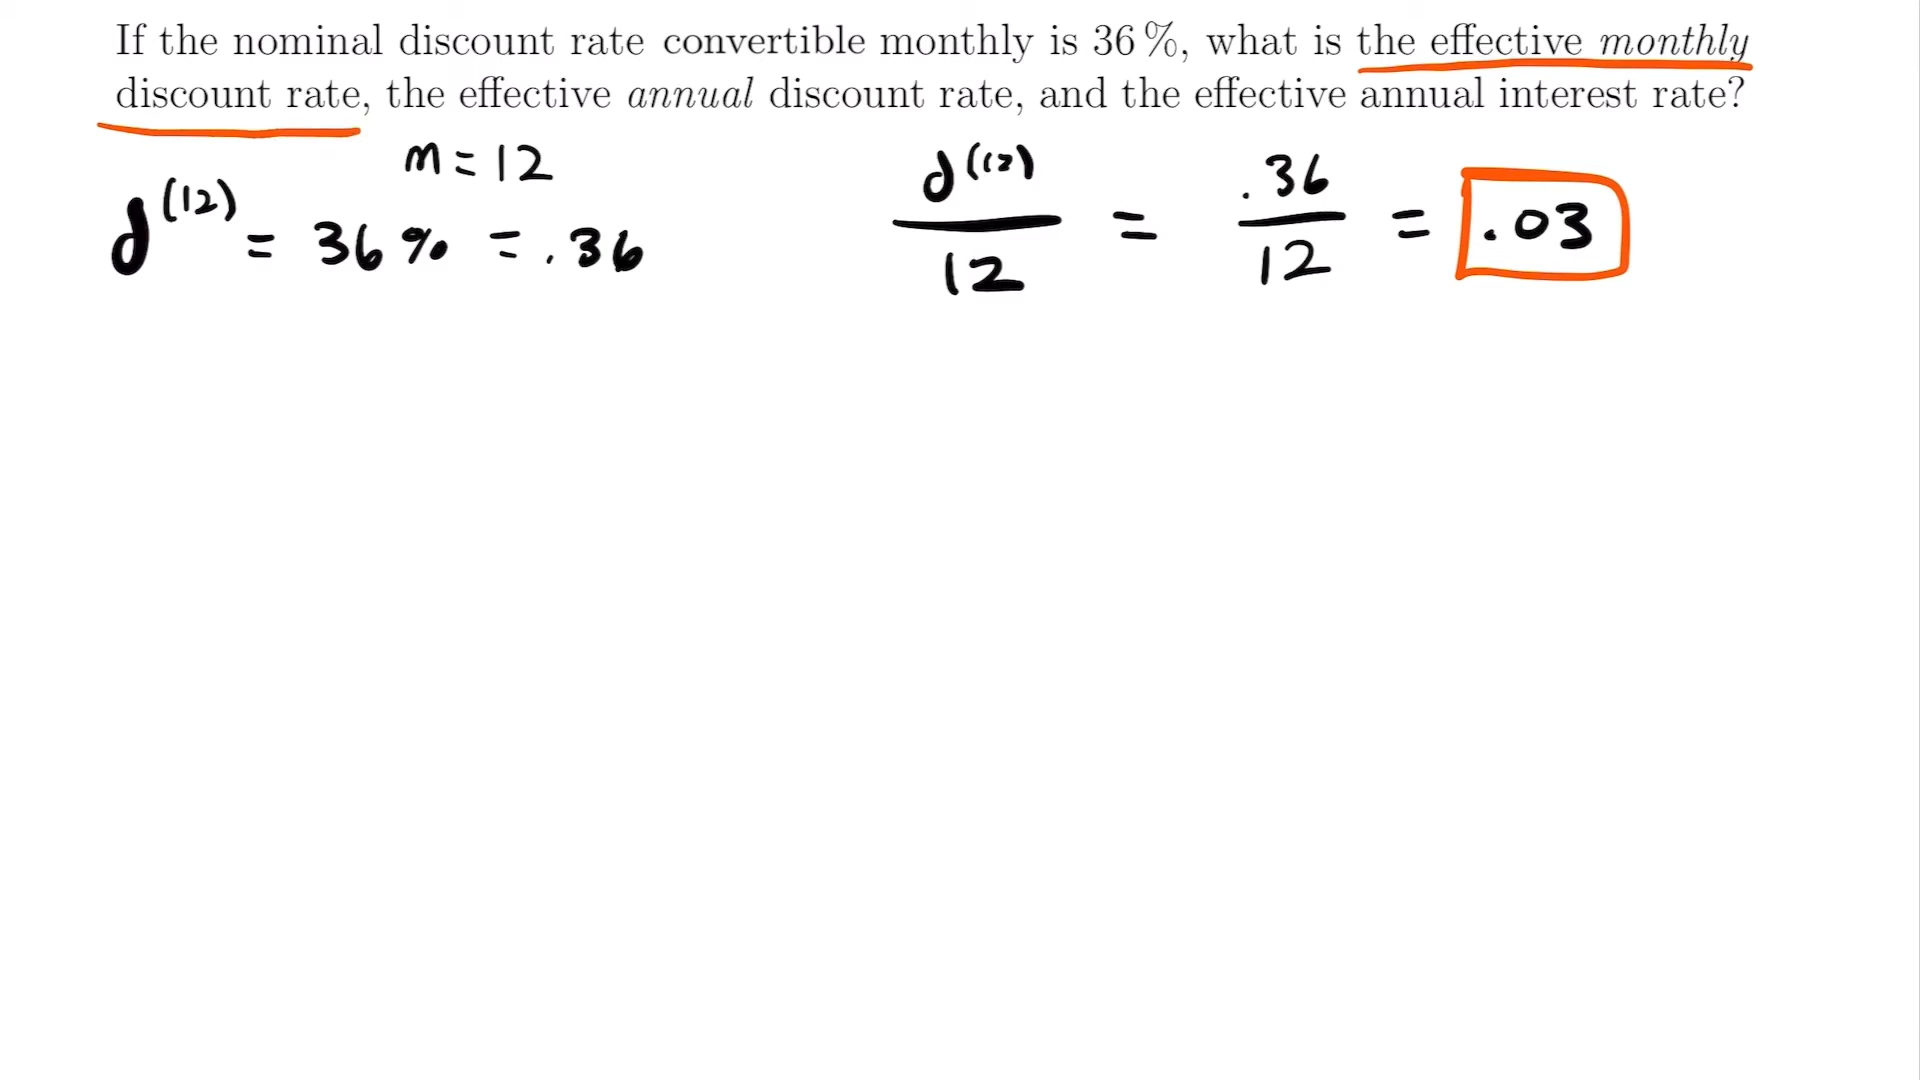 If the nominal discount rate convertible monthly is 36 %, what is the effective monthly
discount rate, the effective annual discount rate, and the effective annual interest rate?
m = 12
d^(12) = 36 % = .36
d^(12) / 12 = .36 / 12 = .03